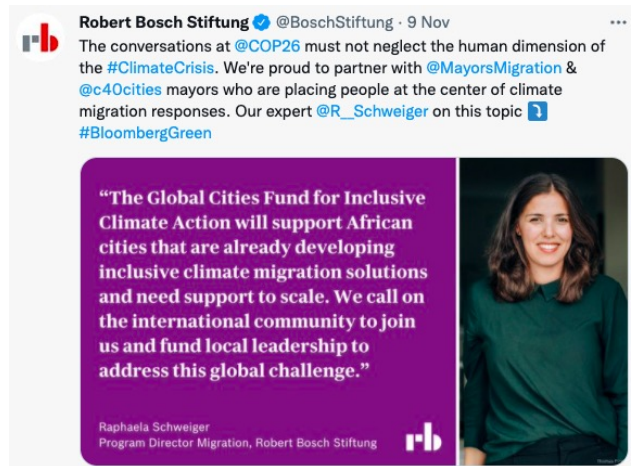 Robert Bosch Stiftung @BoschStiftung · 9 Nov
The conversations at @COP26 must not neglect the human dimension of
the #ClimateCrisis. We're proud to partner with @MayorsMigration &
@c40cities mayors who are placing people at the center of climate
migration responses. Our expert @R__Schweiger on this topic ⤵️
#BloombergGreen
“The Global Cities Fund for Inclusive
Climate Action will support African
cities that are already developing
inclusive climate migration solutions
and need support to scale. We call on
the international community to join
us and fund local leadership to
address this global challenge.”
Raphaela Schweiger
Program Director Migration, Robert Bosch Stiftung